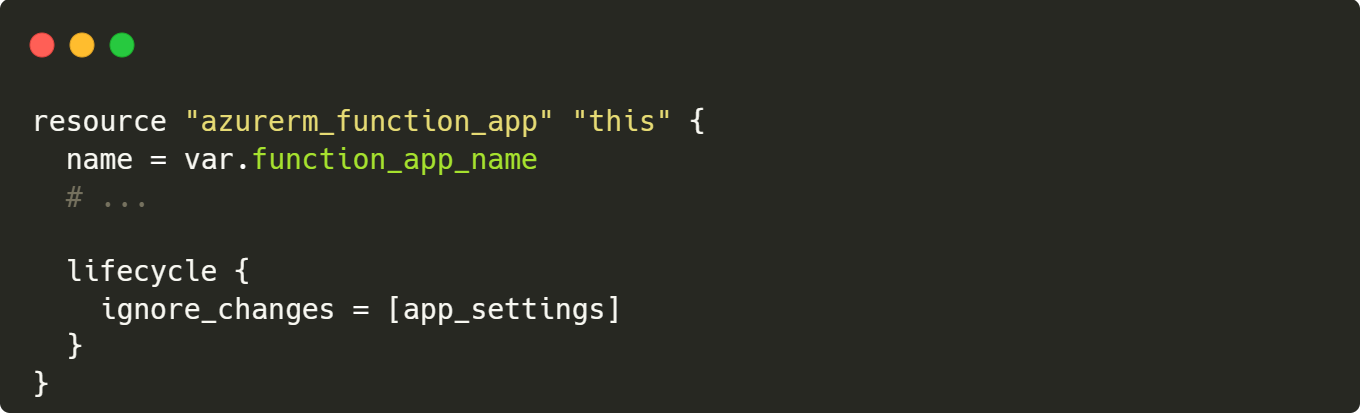 resource "azurerm_function_app" "this" {
  name = var.function_app_name
  # ...
  lifecycle {
    ignore_changes = [app_settings]
  }
}